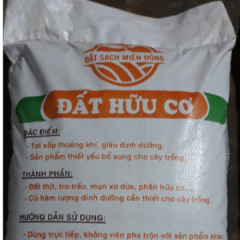 ĐẤT SẠCH MIỀN ĐÔNG
ĐẤT HỮU CƠ
ĐẶC ĐIỂM:
- Tơi xốp thoáng khí, giàu dinh dưỡng.
- Sản phẩm thiết yếu bổ sung cho cây trồng.
THÀNH PHẦN:
- Đất thịt, tro trấu, mụn xơ dừa, phân hữu cơ,....
- Có hàm lượng dinh dưỡng cần thiết cho cây trồng.
HƯỚNG DẪN SỬ DỤNG:
- Dùng trực tiếp, không nên pha trộn với sản phẩm khác.